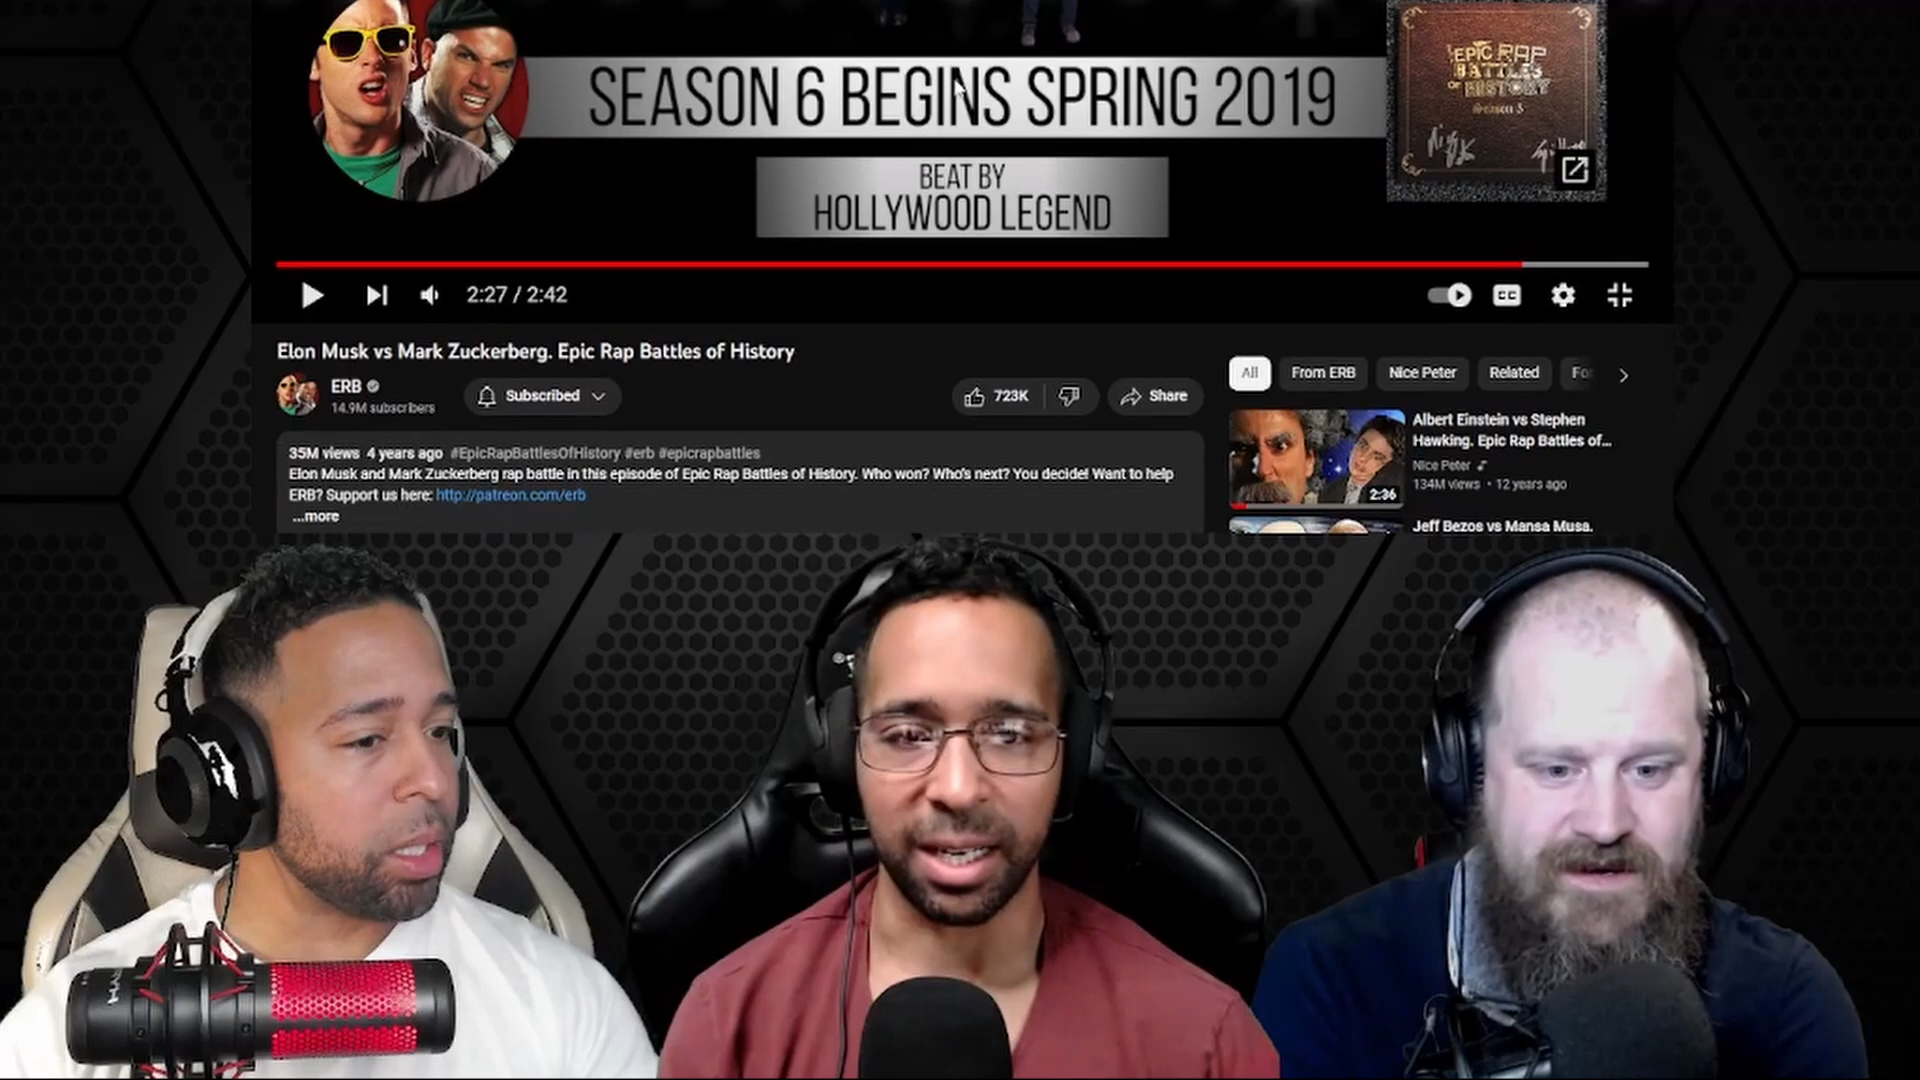 SEASON 6 BEGINS SPRING 2019
EPIC RAP
BATTLES
OF HISTORY
Season 3
BEAT BY
HOLLYWOOD LEGEND
2:27 / 2:42
CC
Elon Musk vs Mark Zuckerberg. Epic Rap Battles of History
ERB
14.9M subscribers
Subscribed
723K
Share
35M views 4 years ago #EpicRapBattlesOfHistory #erb #epicrapbattles
Elon Musk and Mark Zuckerberg rap battle in this episode of Epic Rap Battles of History. Who won? Who's next? You decide! Want to help
ERB? Support us here: http://patreon.com/erb
...more
All
From ERB
Nice Peter
Related
Albert Einstein vs Stephen
Hawking. Epic Rap Battles of...
Nice Peter
134M views • 12 years ago
2:36
Jeff Bezos vs Mansa Musa.